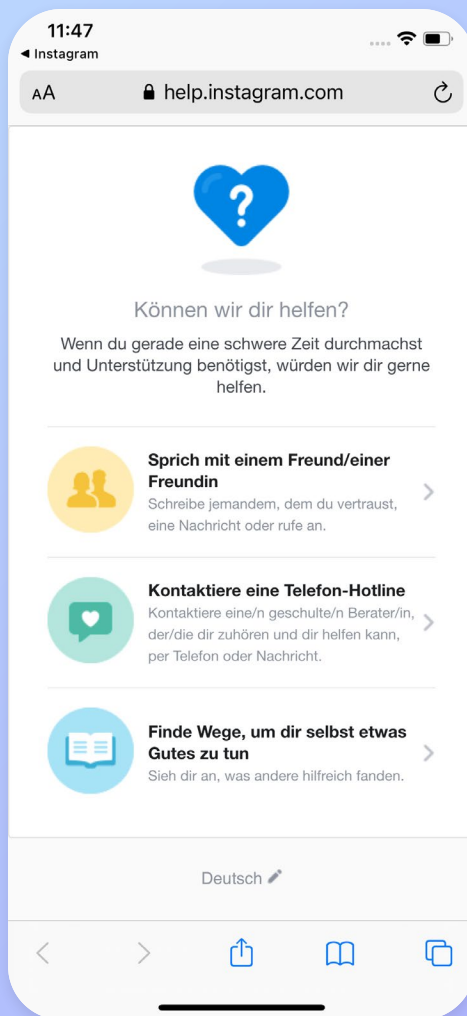 11:47
◀ Instagram
AA help.instagram.com
?
Können wir dir helfen?
Wenn du gerade eine schwere Zeit durchmachst
und Unterstützung benötigst, würden wir dir gerne
helfen.
Sprich mit einem Freund/einer
Freundin
Schreibe jemandem, dem du vertraust,
eine Nachricht oder rufe an.
Kontaktiere eine Telefon-Hotline
Kontaktiere eine/n geschulte/n Berater/in,
der/die dir zuhören und dir helfen kann,
per Telefon oder Nachricht.
Finde Wege, um dir selbst etwas
Gutes zu tun
Sieh dir an, was andere hilfreich fanden.
Deutsch